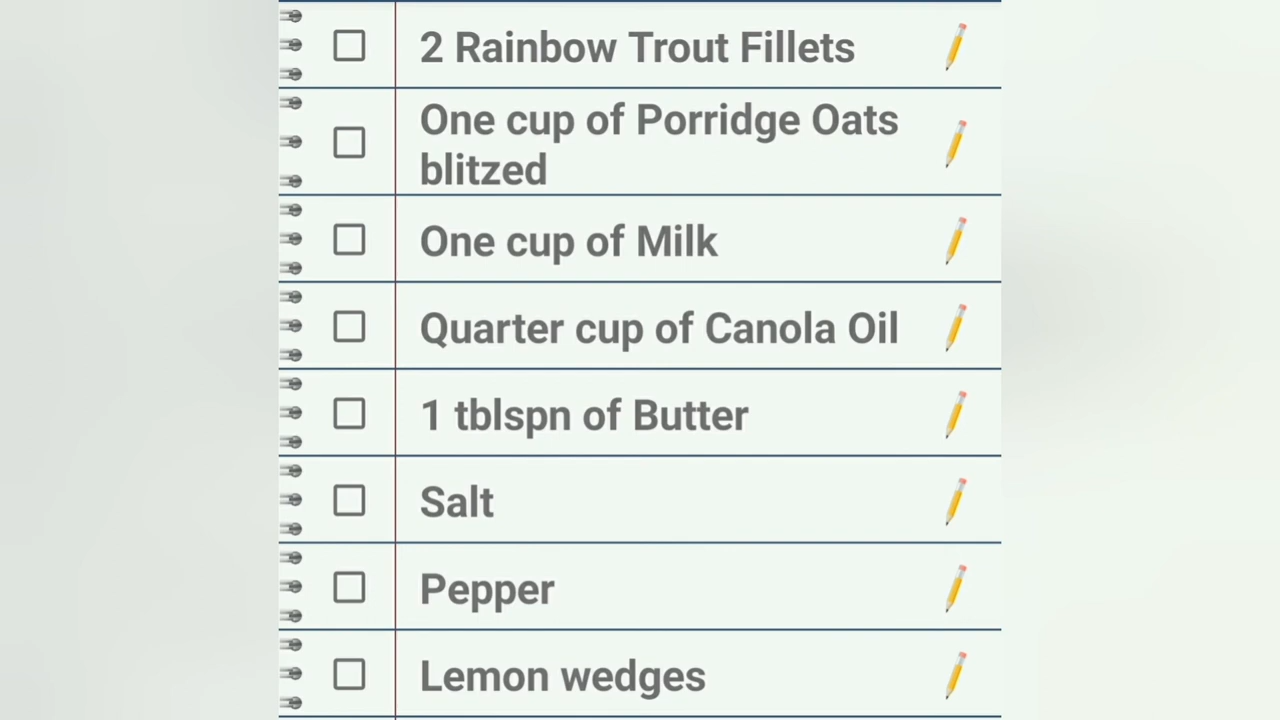 2 Rainbow Trout Fillets
One cup of Porridge Oats
blitzed
One cup of Milk
Quarter cup of Canola Oil
1 tblspn of Butter
Salt
Pepper
Lemon wedges